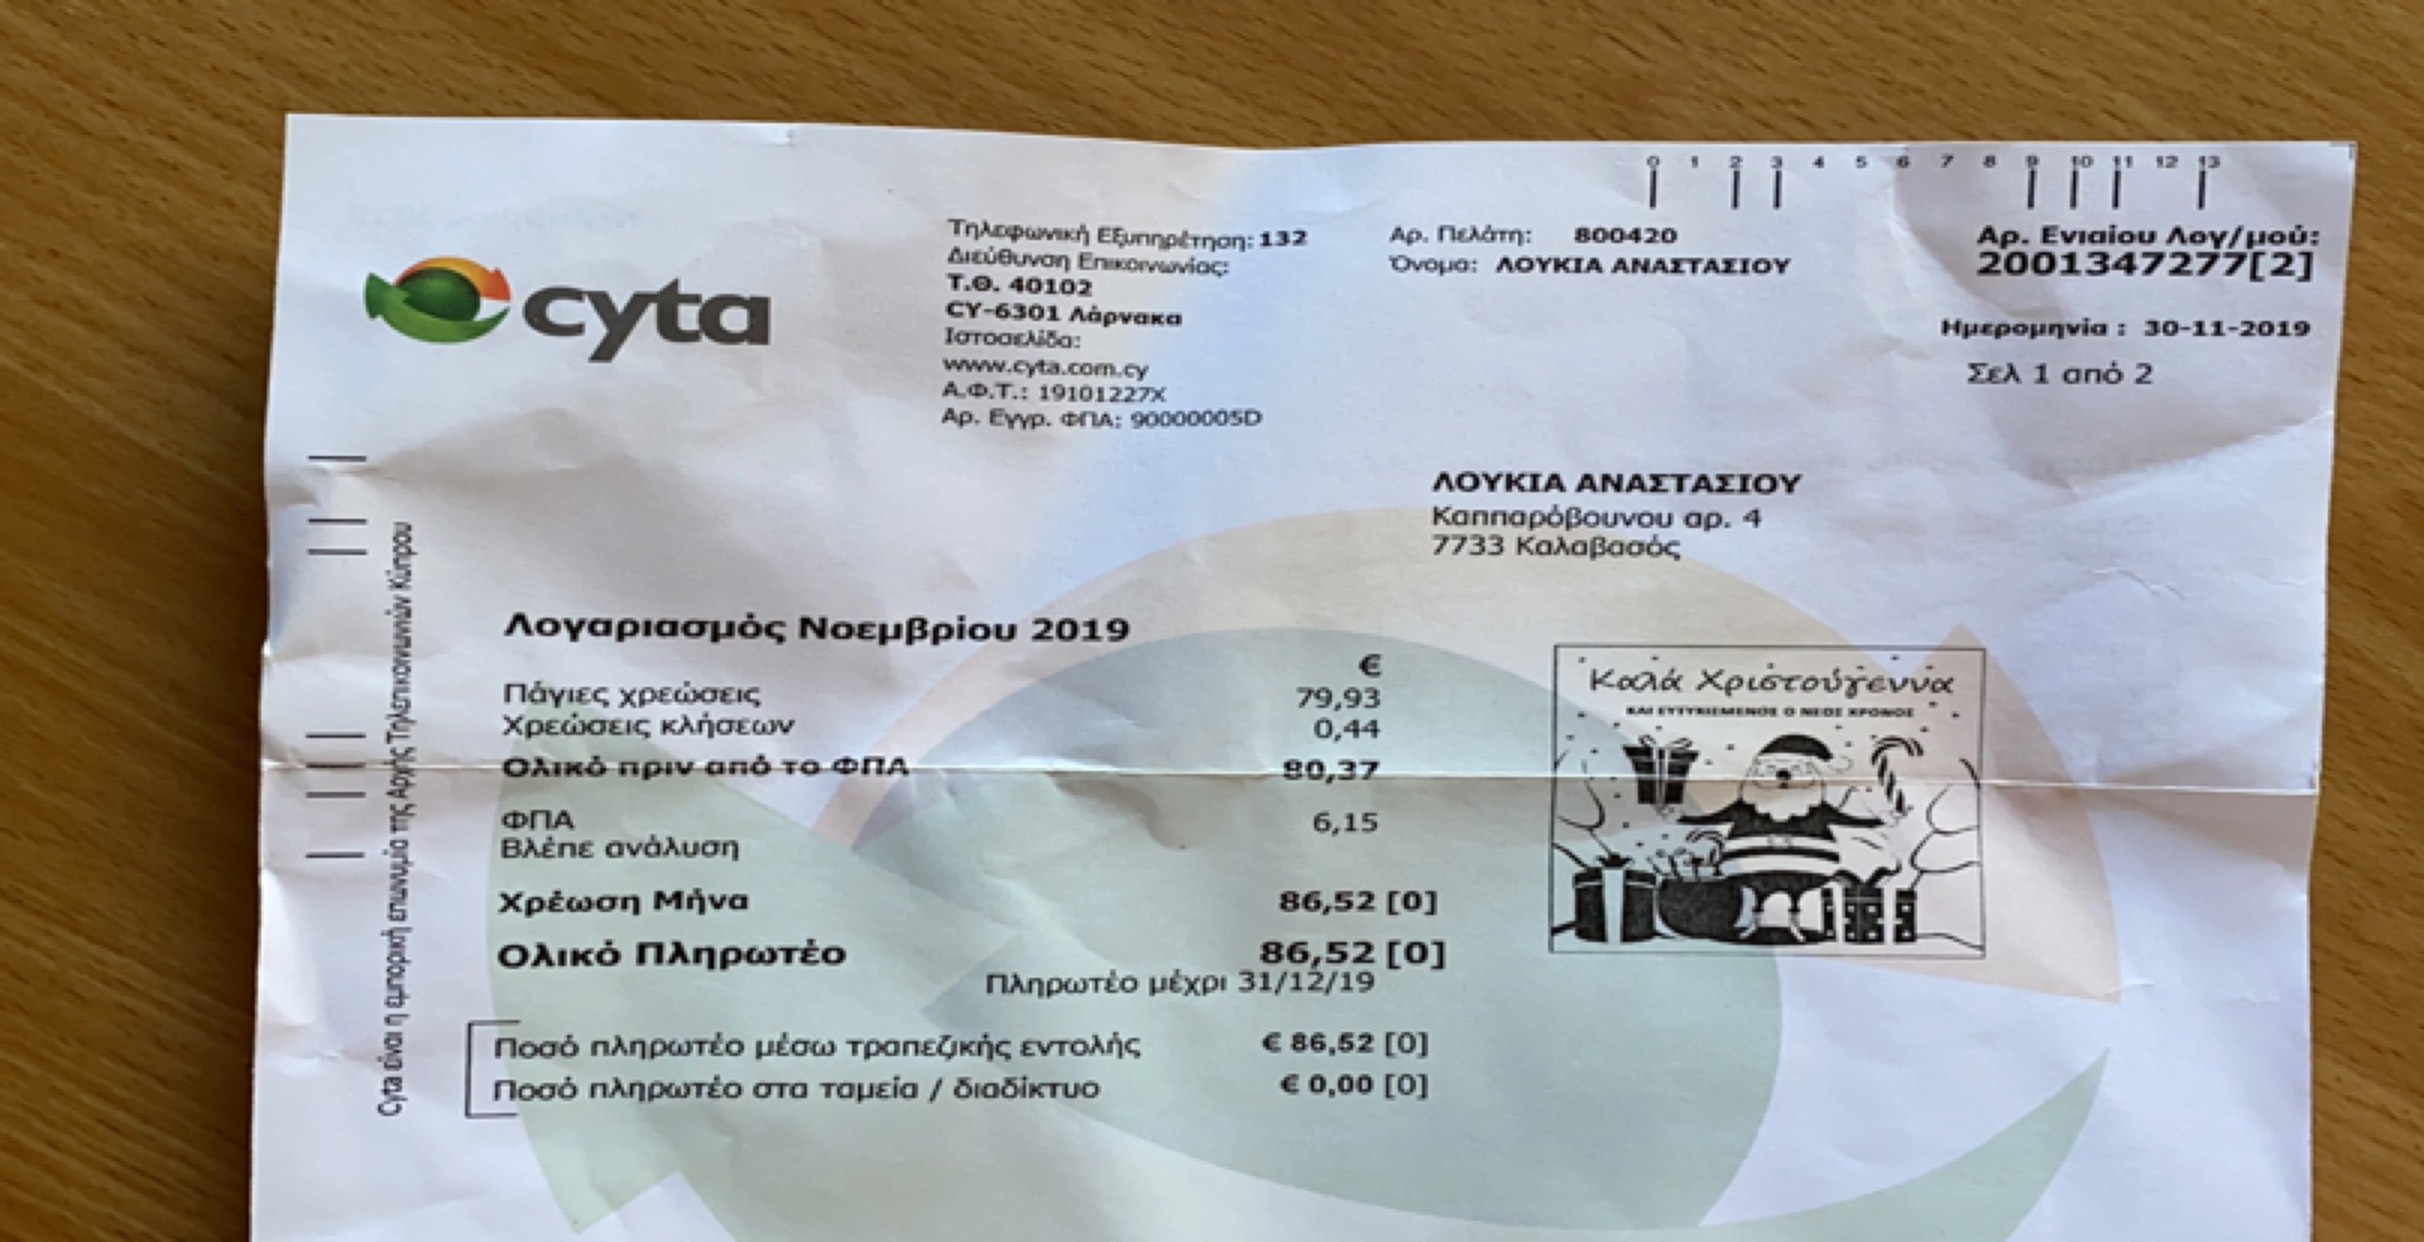 0 1 2 3 4 5 6 7 8 9 10 11 12 13
cyta
Τηλεφωνική Εξυπηρέτηση: 132
Διεύθυνση Επικοινωνίας:
Τ.Θ. 40102
CY-6301 Λάρνακα
Ιστοσελίδα:
www.cyta.com.cy
Α.Φ.Τ.: 19101227X
Αρ. Εγγρ. ΦΠΑ: 90000005D
Αρ. Πελάτη: 800420
Όνομα: ΛΟΥΚΙΑ ΑΝΑΣΤΑΣΙΟΥ
Αρ. Ενιαίου Λογ/μού:
2001347277[2]
Ημερομηνία : 30-11-2019
Σελ 1 από 2
ΛΟΥΚΙΑ ΑΝΑΣΤΑΣΙΟΥ
Καππαρόβουνου αρ. 4
7733 Καλαβασός
Cyta είναι η εμπορική επωνυμία της Αρχής Τηλεπικοινωνιών Κύπρου
Λογαριασμός Νοεμβρίου 2019
€
Πάγιες χρεώσεις 79,93
Χρεώσεις κλήσεων 0,44
Ολικό πριν από το ΦΠΑ 80,37
ΦΠΑ 6,15
Βλέπε ανάλυση
Χρέωση Μήνα 86,52 [0]
Ολικό Πληρωτέο 86,52 [0]
Πληρωτέο μέχρι 31/12/19
Ποσό πληρωτέο μέσω τραπεζικής εντολής € 86,52 [0]
Ποσό πληρωτέο στα ταμεία / διαδίκτυο € 0,00 [0]
Καλά Χριστούγεννα
ΚΑΙ ΕΥΤΥΧΙΣΜΕΝΟΣ Ο ΝΕΟΣ ΧΡΟΝΟΣ